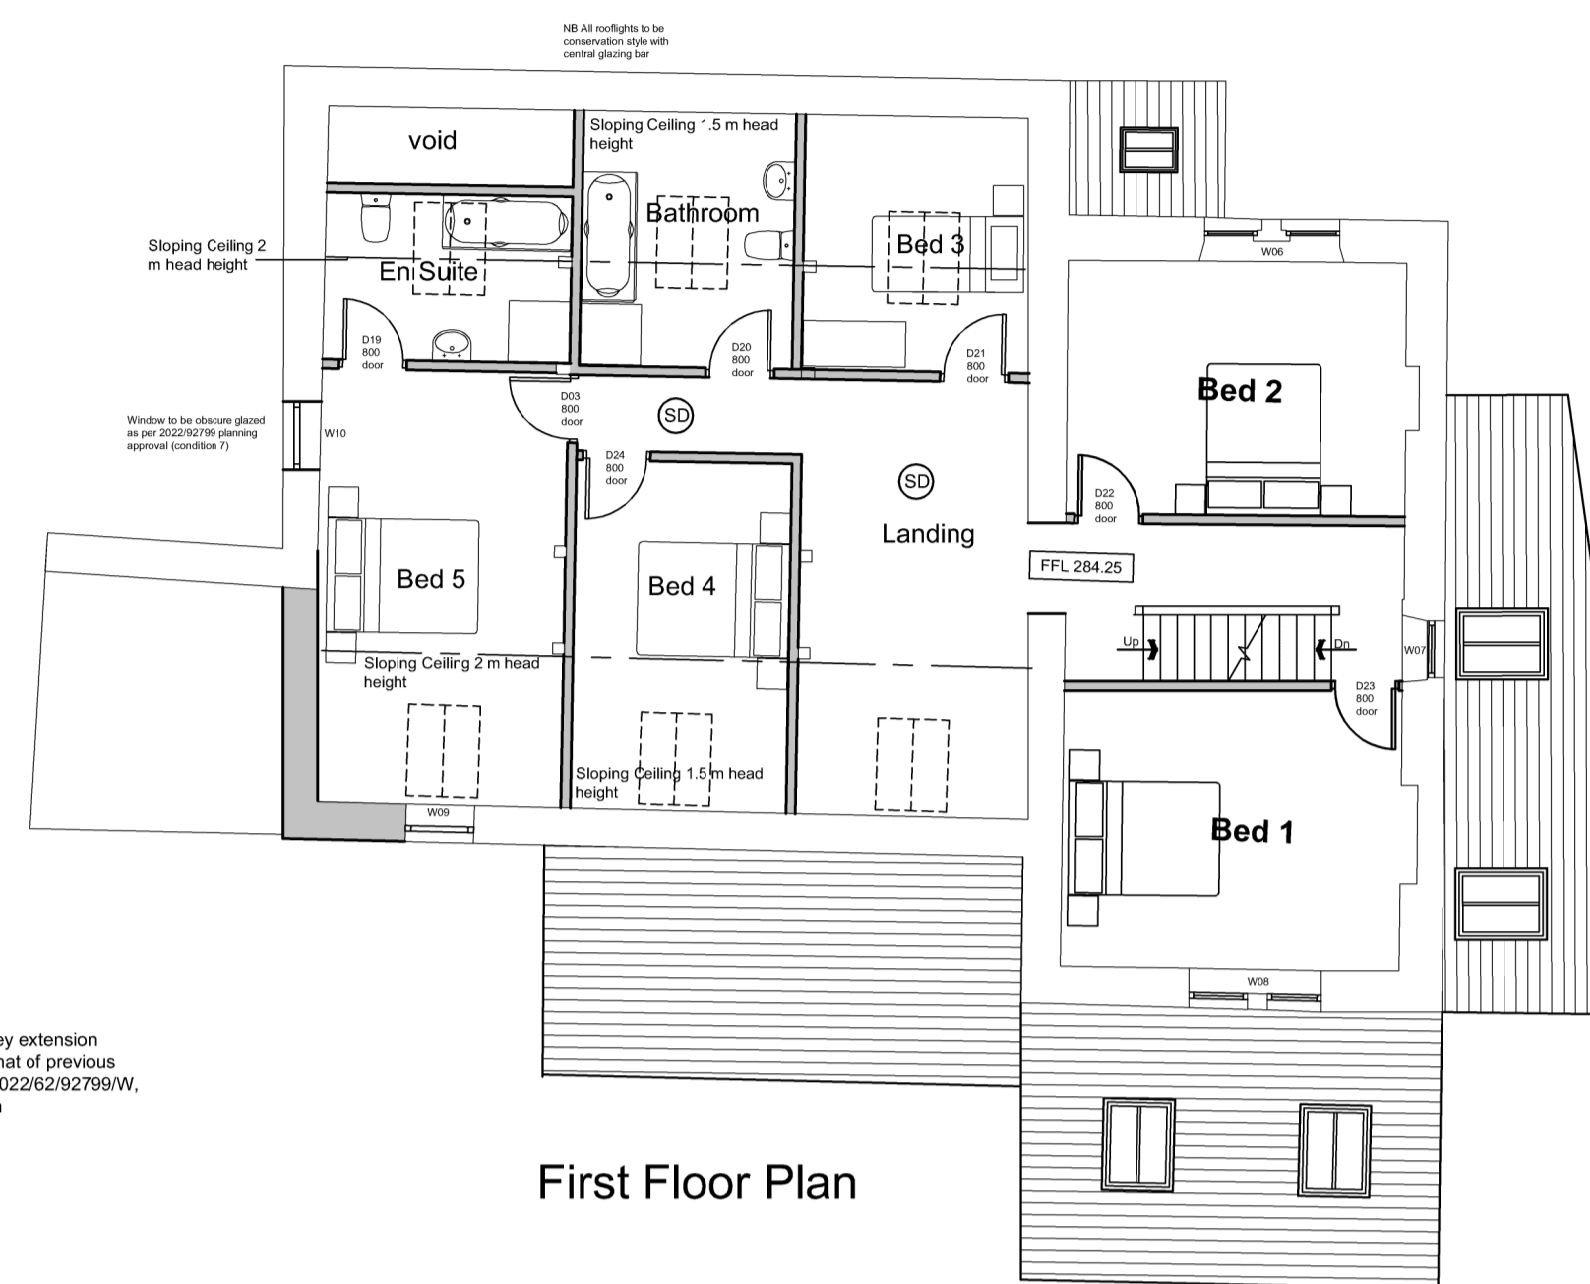 NB All rooflights to be
conservation style with
central glazing bar
void
Sloping Ceiling 1.5 m head
height
Bathroom
Bed 3
W06
Sloping Ceiling 2
m head height
En Suite
D19
800
door
D20
800
door
D21
800
door
Bed 2
Window to be obscure glazed
as per 2022/92799 planning
approval (condition 7)
W10
D03
800
door
SD
D24
800
door
SD
Landing
D22
800
door
FFL 284.25
Bed 5
Bed 4
Up
Dn
W07
Sloping Ceiling 2 m head
height
D23
800
door
Sloping Ceiling 1.5 m head
height
W09
Bed 1
W08
ey extension
hat of previous
022/62/92799/W,
First Floor Plan